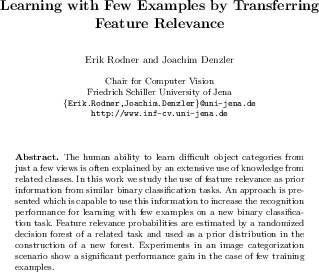 Learning with Few Examples by Transferring
Feature Relevance
Erik Rodner and Joachim Denzler
Chair for Computer Vision
Friedrich Schiller University of Jena
{Erik.Rodner,Joachim.Denzler}@uni-jena.de
http://www.inf-cv.uni-jena.de
Abstract. The human ability to learn difficult object categories from
just a few views is often explained by an extensive use of knowledge from
related classes. In this work we study the use of feature relevance as prior
information from similar binary classification tasks. An approach is pre-
sented which is capable to use this information to increase the recognition
performance for learning with few examples on a new binary classifica-
tion task. Feature relevance probabilities are estimated by a randomized
decision forest of a related task and used as a prior distribution in the
construction of a new forest. Experiments in an image categorization
scenario show a significant performance gain in the case of few training
examples.